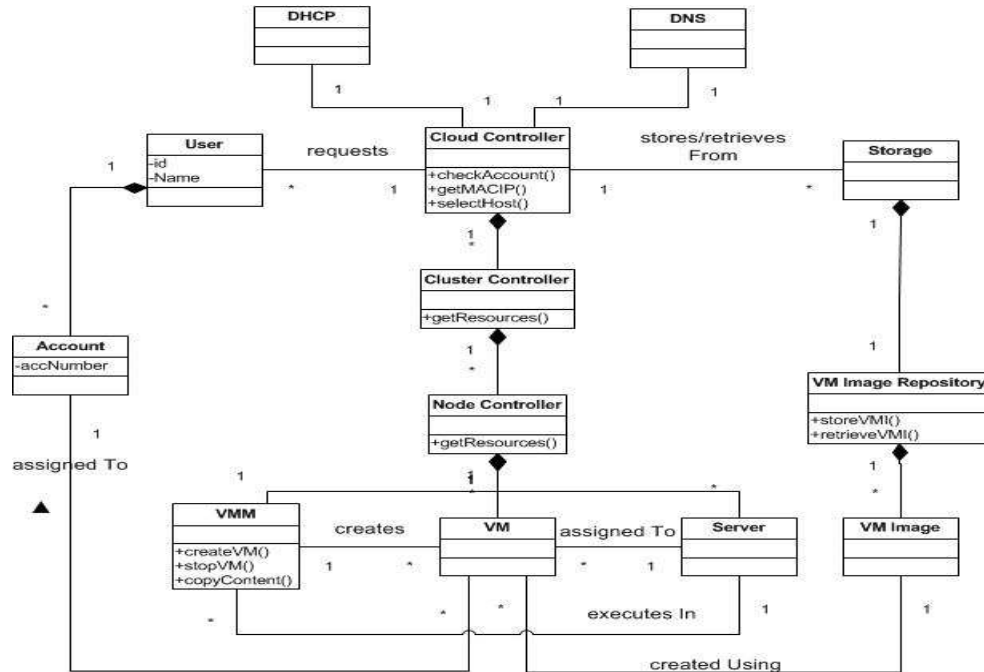 DHCP
DNS
1
1
1
1
Cloud Controller
+checkAccount()
+getMACIP()
+selectHost()
User
-id
-Name
requests
*
1
stores/retrieves
From
1
*
Storage
1
1
*
1
Cluster Controller
+getResources()
*
Account
-accNumber
1
1
*
1
VM Image Repository
+storeVMI()
+retrieveVMI()
Node Controller
+getResources()
1
assigned To
1
1
*
*
1
*
VMM
+createVM()
+stopVM()
+copyContent()
creates
1
*
VM
assigned To
*
1
Server
VM Image
*
*
*
executes In
1
1
created Using